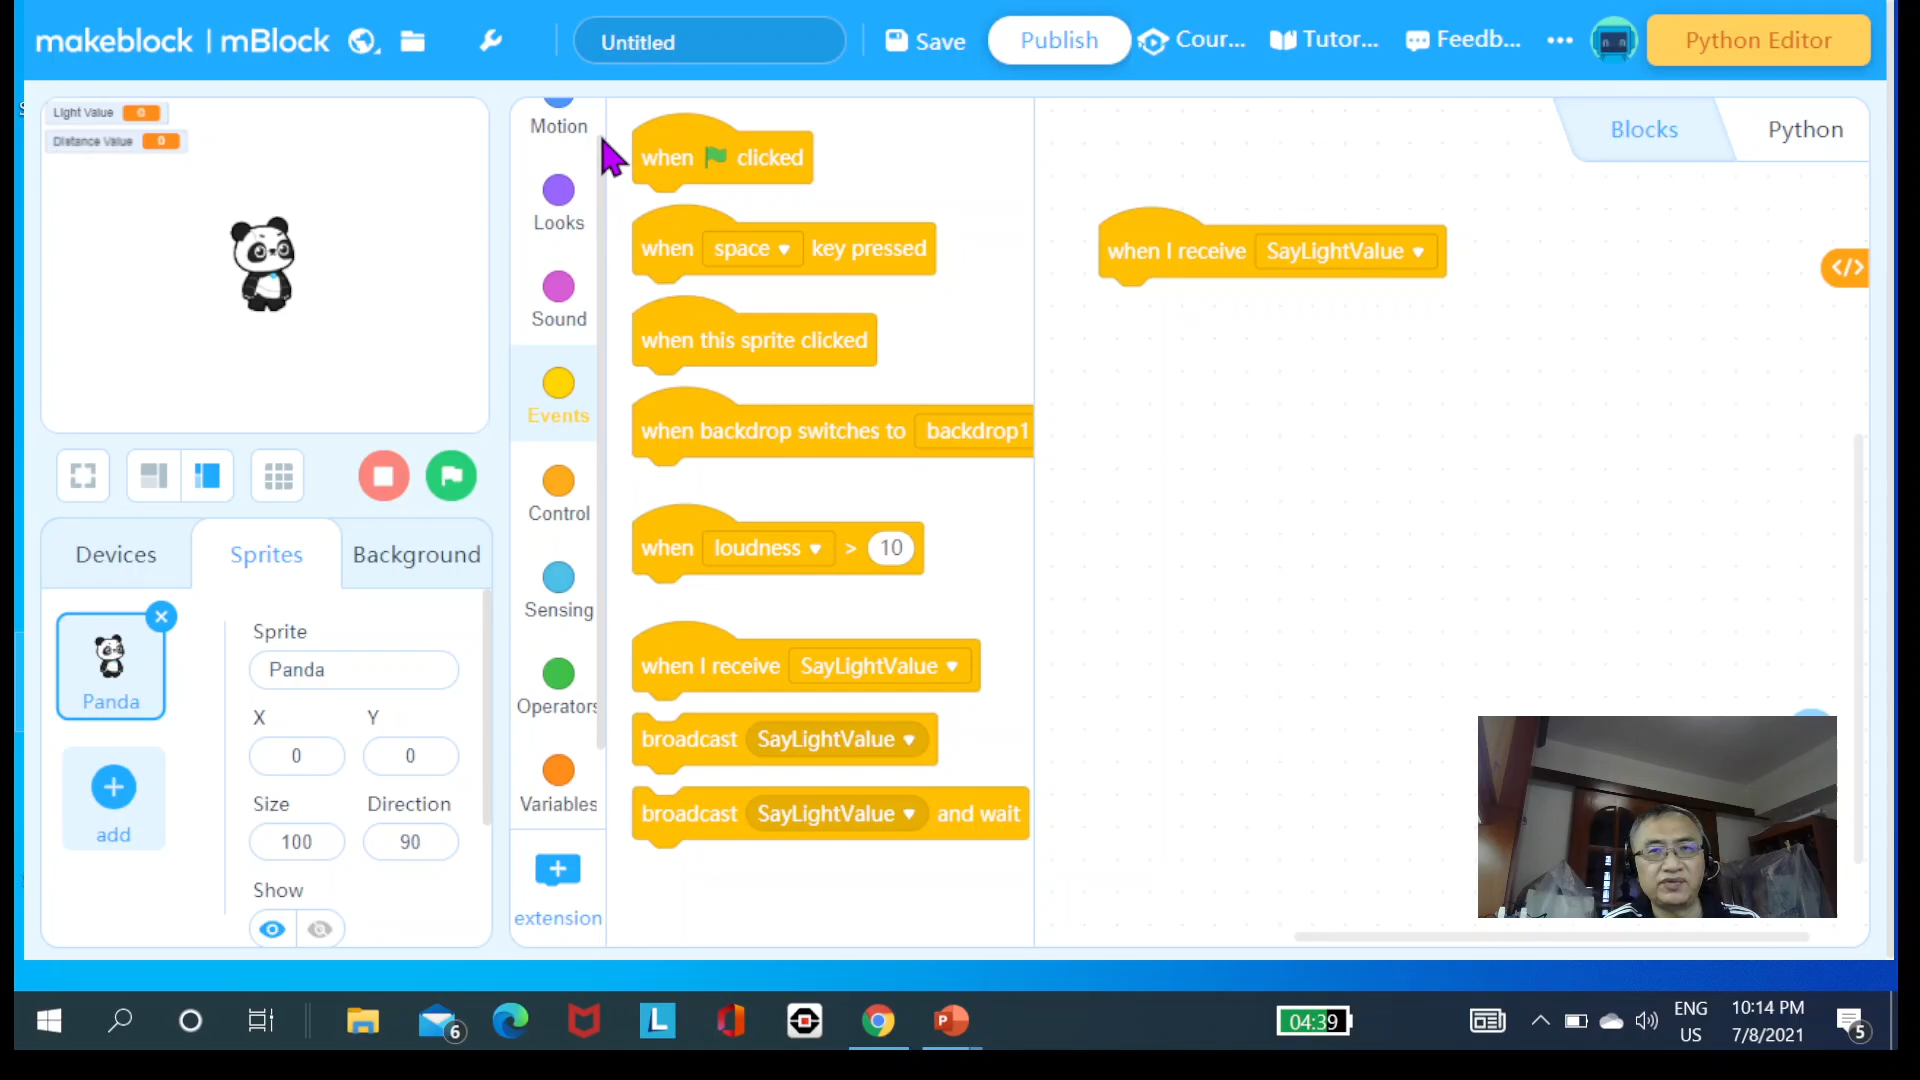 makeblock | mBlock
Untitled
Save
Publish
Cour...
Tutor...
Feedb...
Python Editor
Light Value 0
Distance Value 0
Motion
Looks
Sound
Events
Control
Sensing
Operators
Variables
extension
when clicked
when space key pressed
when this sprite clicked
when backdrop switches to backdrop1
when loudness > 10
when I receive SayLightValue
broadcast SayLightValue
broadcast SayLightValue and wait
Blocks
Python
when I receive SayLightValue
</>
Devices
Sprites
Background
Panda
add
Sprite
Panda
X
Y
0
0
Size
Direction
100
90
Show
6
L
P
04:39
ENG
US
10:14 PM
7/8/2021
5